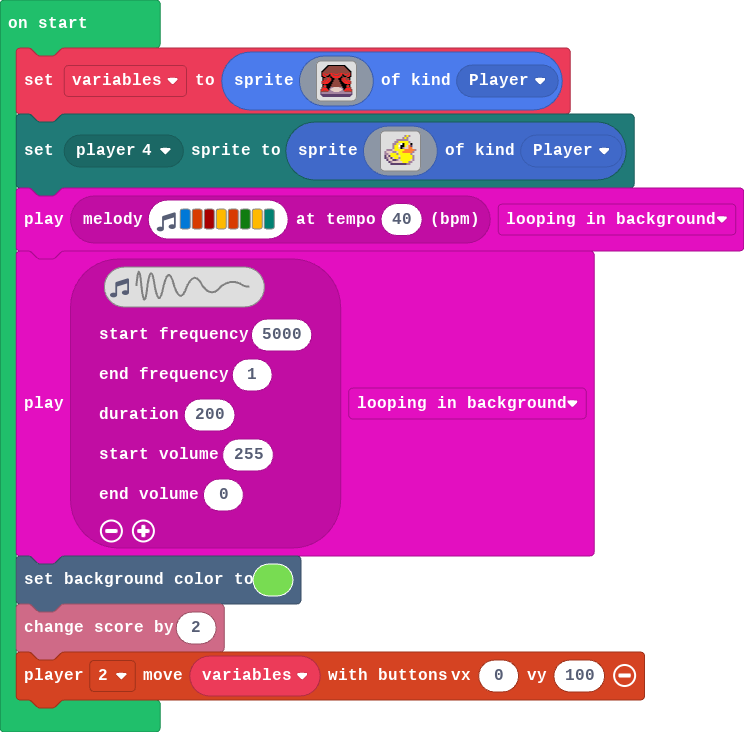 on start
set variables to sprite of kind Player
set player 4 sprite to sprite of kind Player
play melody at tempo 40 (bpm) looping in background
start frequency 5000
end frequency 1
duration 200
play looping in background
start volume 255
end volume 0
set background color to
change score by 2
player 2 move variables with buttons vx 0 vy 100